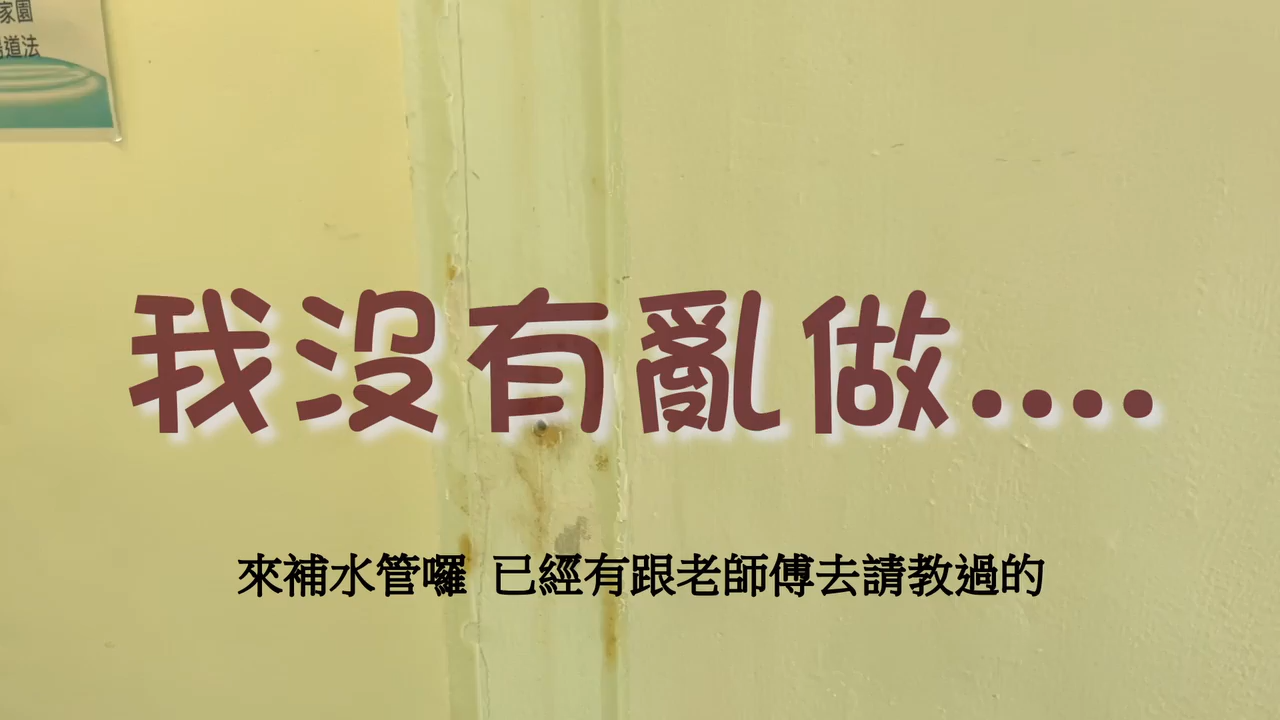 家園
道法
我沒有亂做....
來補水管囉 已經有跟老師傅去請教過的